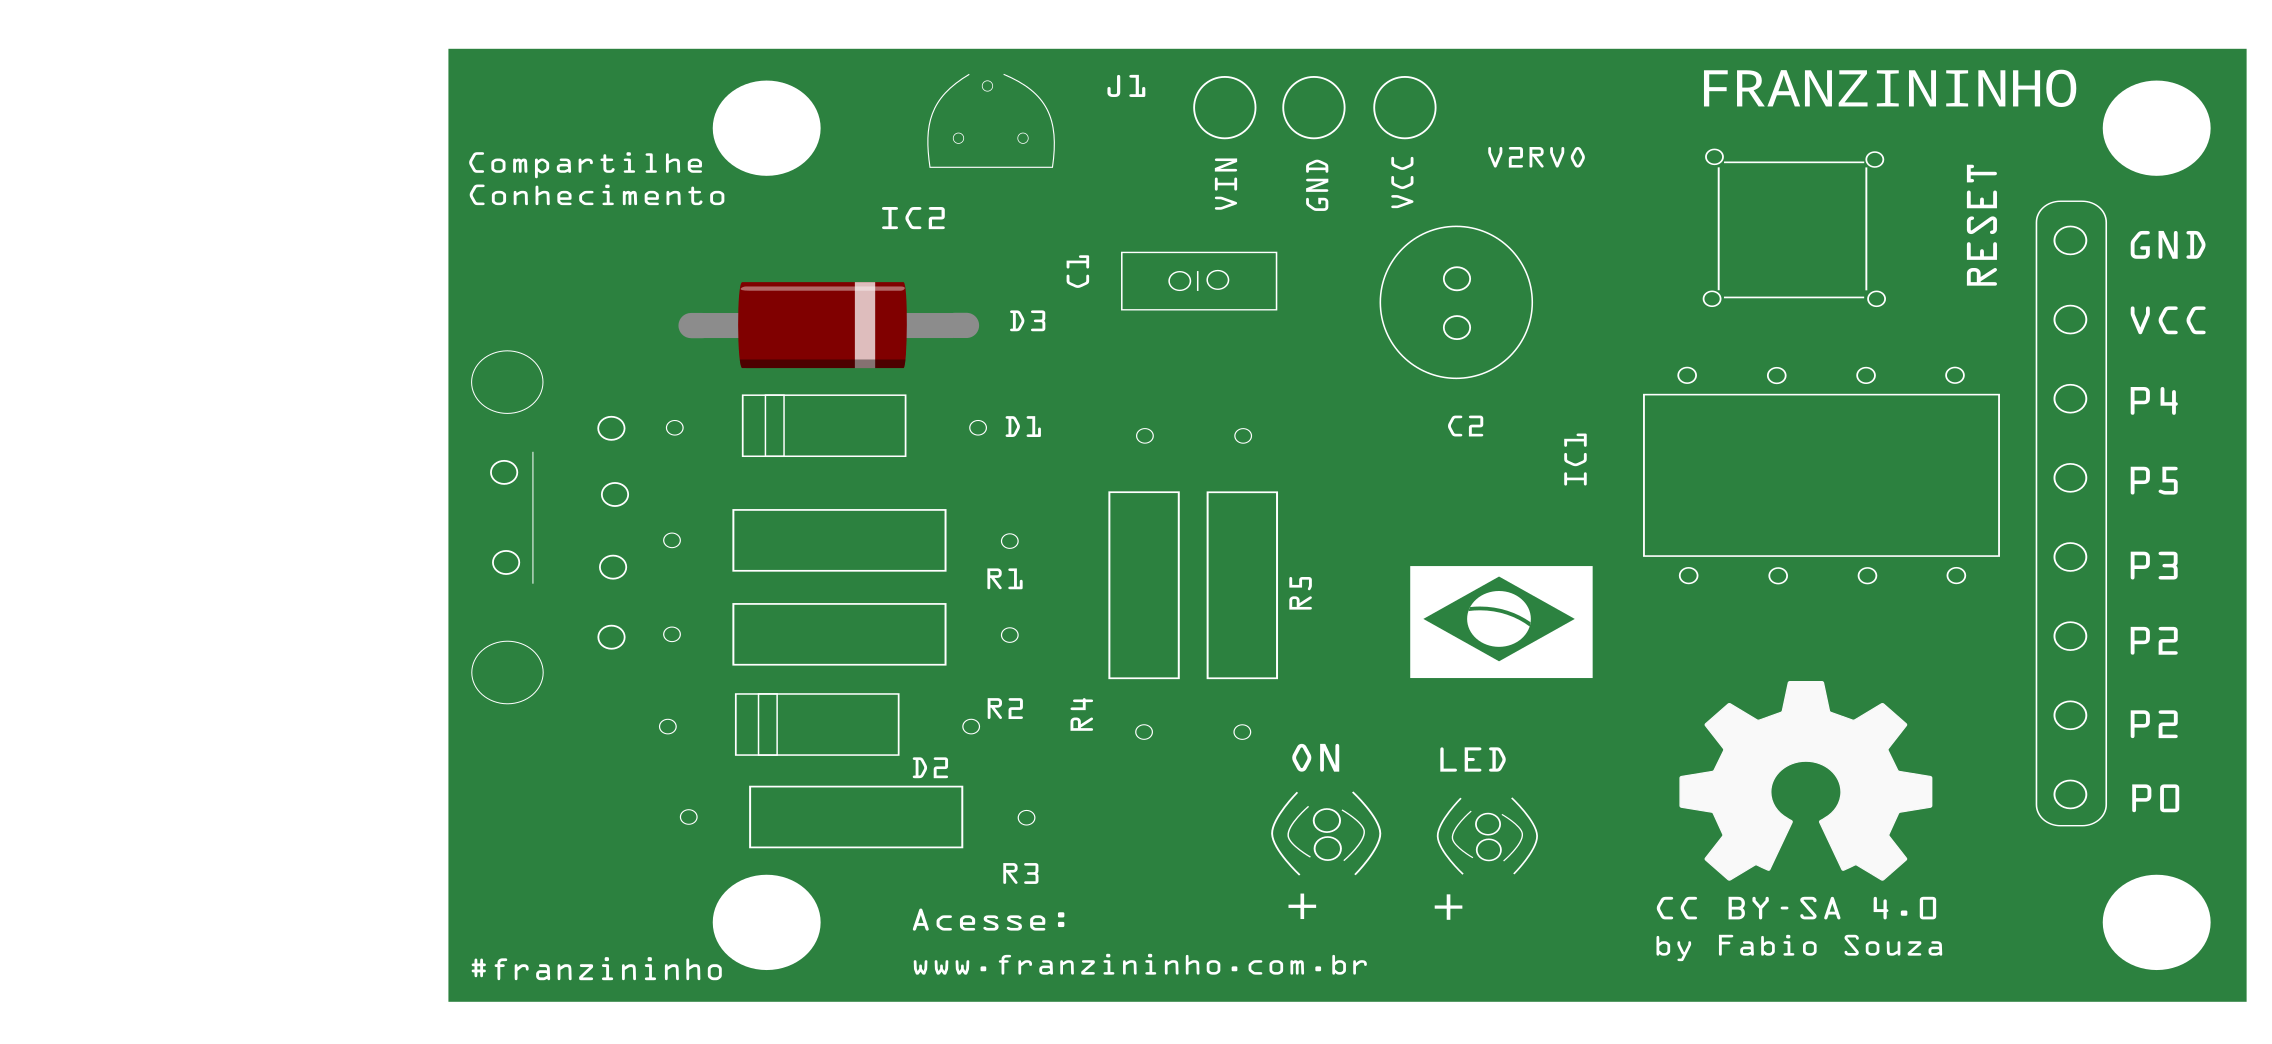 FRANZININHO
J1
Compartilhe
Conhecimento
VIN
GND
VCC
V2RV0
RESET
IC2
C1
GND
D3
VCC
D1
C2
P4
IC1
P5
R1
R5
P3
R2
R4
P2
P2
D2
ON
LED
P0
R3
+
+
Acesse:
www.franzininho.com.br
CC BY-SA 4.0
by Fabio Souza
#franzininho